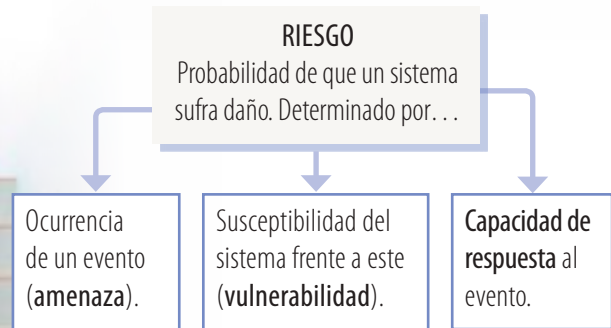 RIESGO
Probabilidad de que un sistema
sufra daño. Determinado por…
Ocurrencia
de un evento
(amenaza).
Susceptibilidad del
sistema frente a este
(vulnerabilidad).
Capacidad de
respuesta al
evento.